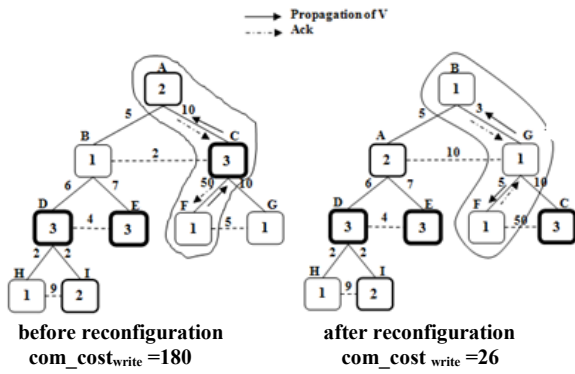 Propagation of V
Ack
A
2
5 10
B C
1 2 3
6 7 50 10
D E F G
3 4 3 1 5 1
2 2
H I
1 9 2
before reconfiguration
com_costwrite =180
B
1
5 3
A G
2 10 1
6 7 5 10
D E F C
3 4 3 1 50 3
2 2
H I
1 9 2
after reconfiguration
com_cost write =26